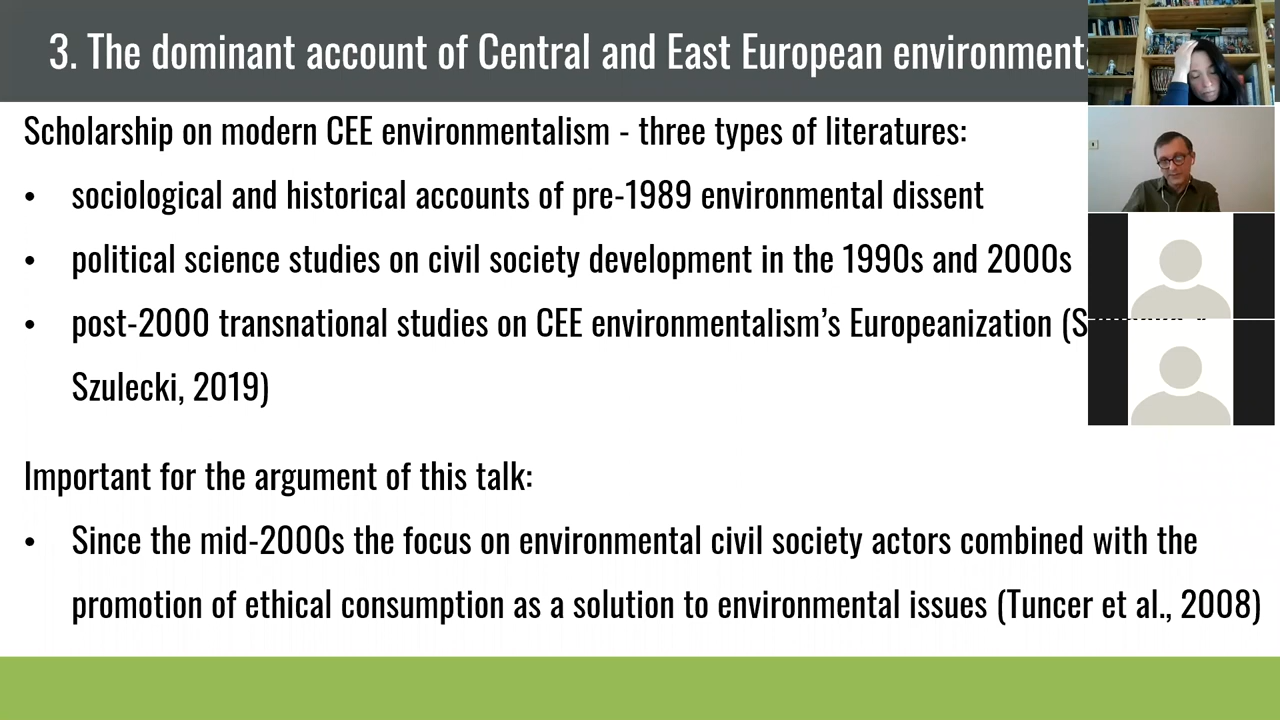 3. The dominant account of Central and East European
Scholarship on modern CEE environmentalism - three types of literatures:
• sociological and historical accounts of pre-1989 environmental dissent
• political science studies on civil society development in the 1990s and 2000s
• post-2000 transnational studies on CEE environmentalism’s Europeanization
Szulecki, 2019)
Important for the argument of this talk:
• Since the mid-2000s the focus on environmental civil society actors combined with the
promotion of ethical consumption as a solution to environmental issues (Tuncer et al., 2008)